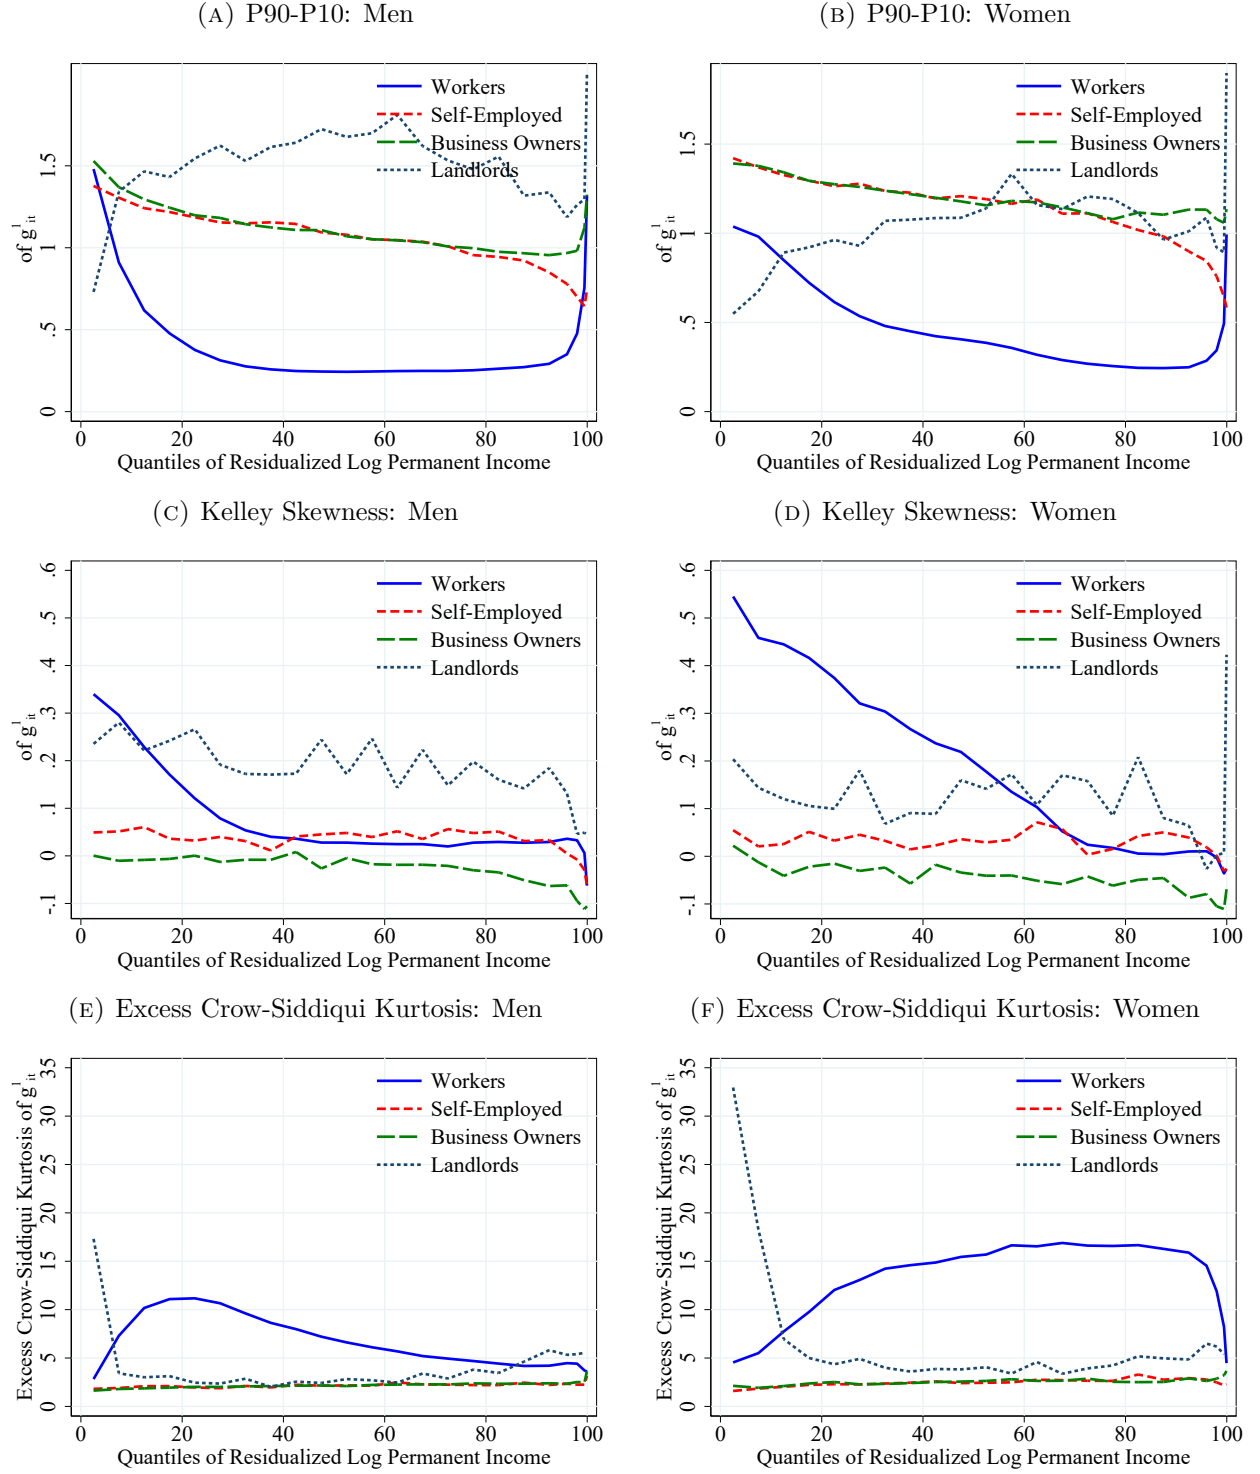 (A) P90-P10: Men
of g¹it
0 .5 1 1.5
Workers
Self-Employed
Business Owners
Landlords
0 20 40 60 80 100
Quantiles of Residualized Log Permanent Income
(B) P90-P10: Women
of g¹it
0 .5 1 1.5
Workers
Self-Employed
Business Owners
Landlords
0 20 40 60 80 100
Quantiles of Residualized Log Permanent Income
(C) Kelley Skewness: Men
of g¹it
-.1 0 .1 .2 .3 .4 .5 .6
Workers
Self-Employed
Business Owners
Landlords
0 20 40 60 80 100
Quantiles of Residualized Log Permanent Income
(D) Kelley Skewness: Women
of g¹it
-.1 0 .1 .2 .3 .4 .5 .6
Workers
Self-Employed
Business Owners
Landlords
0 20 40 60 80 100
Quantiles of Residualized Log Permanent Income
(E) Excess Crow-Siddiqui Kurtosis: Men
Excess Crow-Siddiqui Kurtosis of g¹it
0 5 10 15 20 25 30 35
Workers
Self-Employed
Business Owners
Landlords
0 20 40 60 80 100
Quantiles of Residualized Log Permanent Income
(F) Excess Crow-Siddiqui Kurtosis: Women
Excess Crow-Siddiqui Kurtosis of g¹it
0 5 10 15 20 25 30 35
Workers
Self-Employed
Business Owners
Landlords
0 20 40 60 80 100
Quantiles of Residualized Log Permanent Income